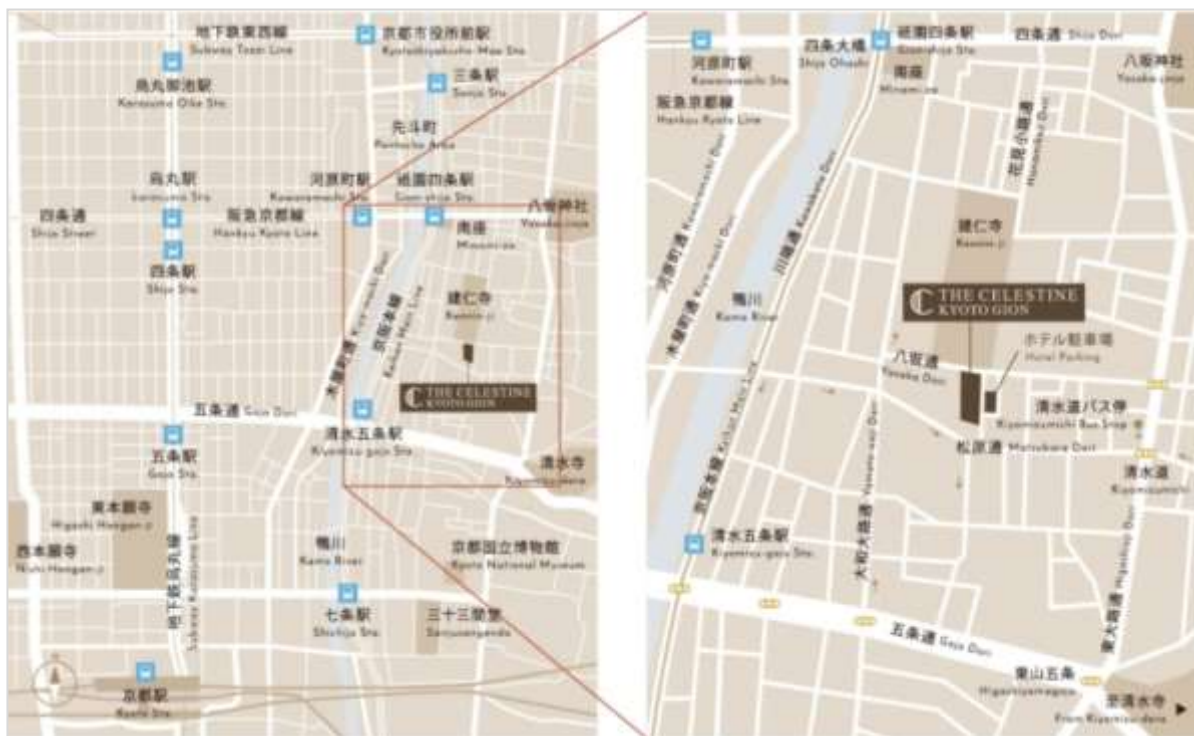 地下鉄東西線
Subway Tozai Line
京都市役所前駅
Kyotoshiyakusho-Mae Sta.
烏丸御池駅
Karasuma Oike Sta.
三条駅
Sanjo Sta.
先斗町
Pontocho Area
烏丸駅
Karasuma Sta.
河原町駅
Kawaramachi Sta.
祇園四条駅
Gion-shijo Sta.
八坂神社
Yasaka-jinja
四条通
Shijo Street
阪急京都線
Hankyu Kyoto Line
南座
Minami-za
四条駅
Shijo Sta.
建仁寺
Kennin-ji
木屋町通 Kiya-machi Dori
京阪本線
Keihan Main Line
THE CELESTINE
KYOTO GION
五条通 Gojo Dori
清水五条駅
Kiyomizu-gojo Sta.
五条駅
Gojo Sta.
清水寺
Kiyomizu-dera
東本願寺
Higashi Hongan-ji
西本願寺
Nishi Hongan-ji
地下鉄烏丸線
Subway Karasuma Line
鴨川
Kamo River
京都国立博物館
Kyoto National Museum
七条駅
Shichijo Sta.
三十三間堂
Sanjusangendo
京都駅
Kyoto Sta.
河原町駅
Kawaramachi Sta.
四条大橋
Shijo Ohashi
祇園四条駅
Gion-shijo Sta.
四条通 Shijo Dori
八坂神社
Yasaka-jinja
南座
Minami-za
阪急京都線
Hankyu Kyoto Line
花見小路通
Hanamikoji Dori
河原町通 Kawaramachi Dori
木屋町通 Kiya-machi Dori
川端通 Kawabata Dori
建仁寺
Kennin-ji
鴨川
Kamo River
THE CELESTINE
KYOTO GION
ホテル駐車場
Hotel Parking
八坂通
Yasaka Dori
清水道バス停
Kiyomizumichi Bus Stop
松原通 Matsubara Dori
清水道
Kiyomizumichi
京阪本線 Keihan Main Line
大和大路通 Yamato-oji Dori
清水五条駅
Kiyomizu-gojo Sta.
東大路通 Higashioji Dori
五条通 Gojo Dori
東山五条
Higashiyamagojo
至清水寺
From Kiyomizu-dera